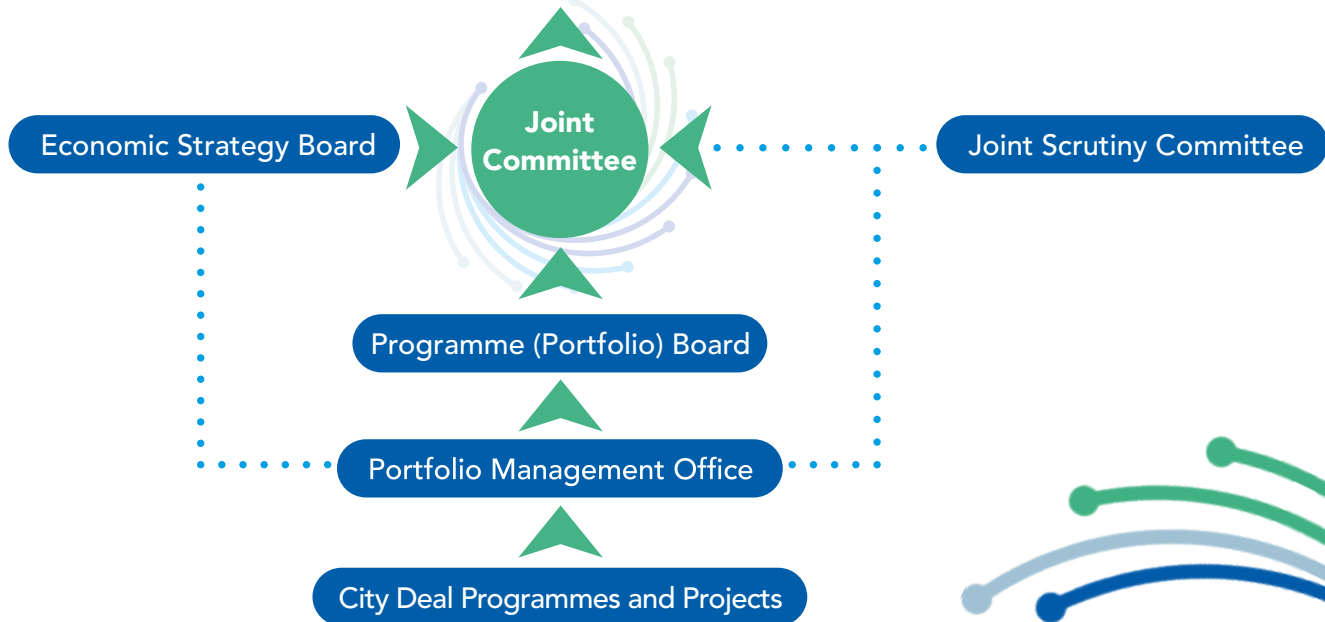 Joint
Committee
Economic Strategy Board
Joint Scrutiny Committee
Programme (Portfolio) Board
Portfolio Management Office
City Deal Programmes and Projects